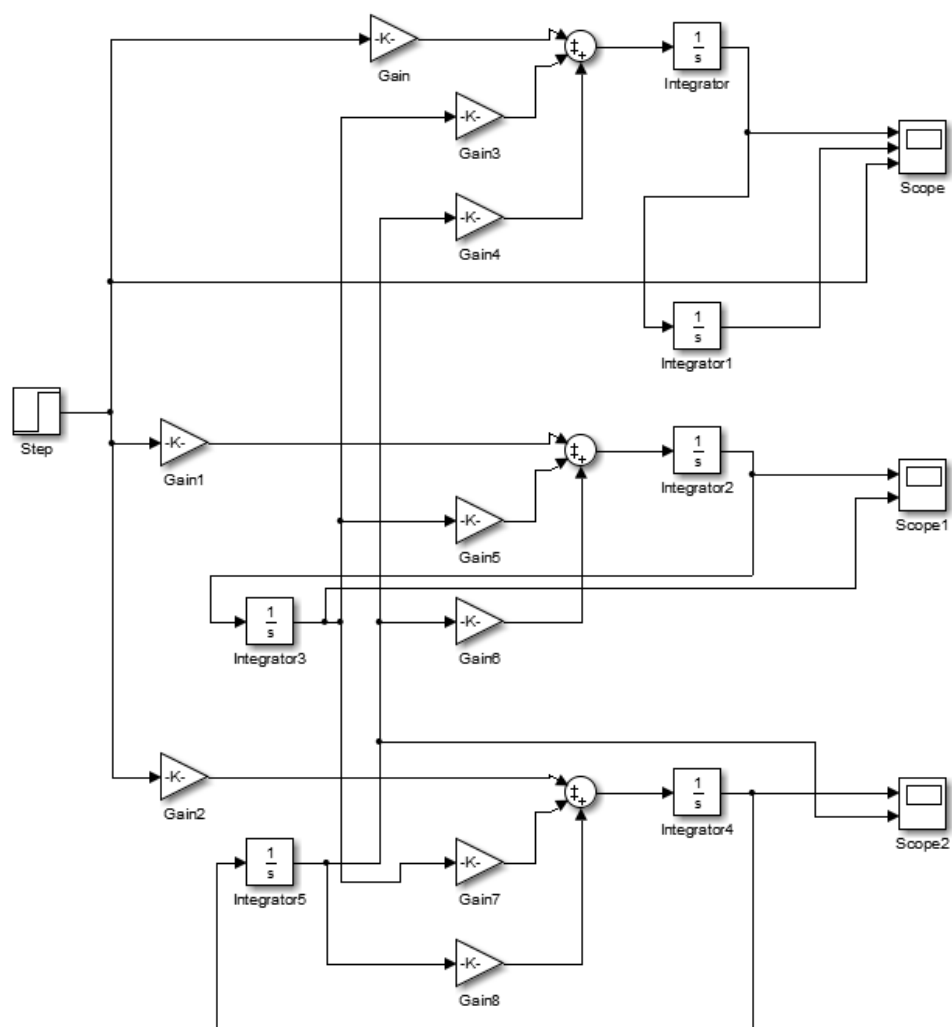 -K-
Gain
1
s
Integrator
-K-
Gain3
Scope
-K-
Gain4
1
s
Integrator1
Step
-K-
Gain1
1
s
Integrator2
Scope1
-K-
Gain5
1
s
Integrator3
-K-
Gain6
-K-
Gain2
1
s
Integrator4
Scope2
1
s
Integrator5
-K-
Gain7
-K-
Gain8